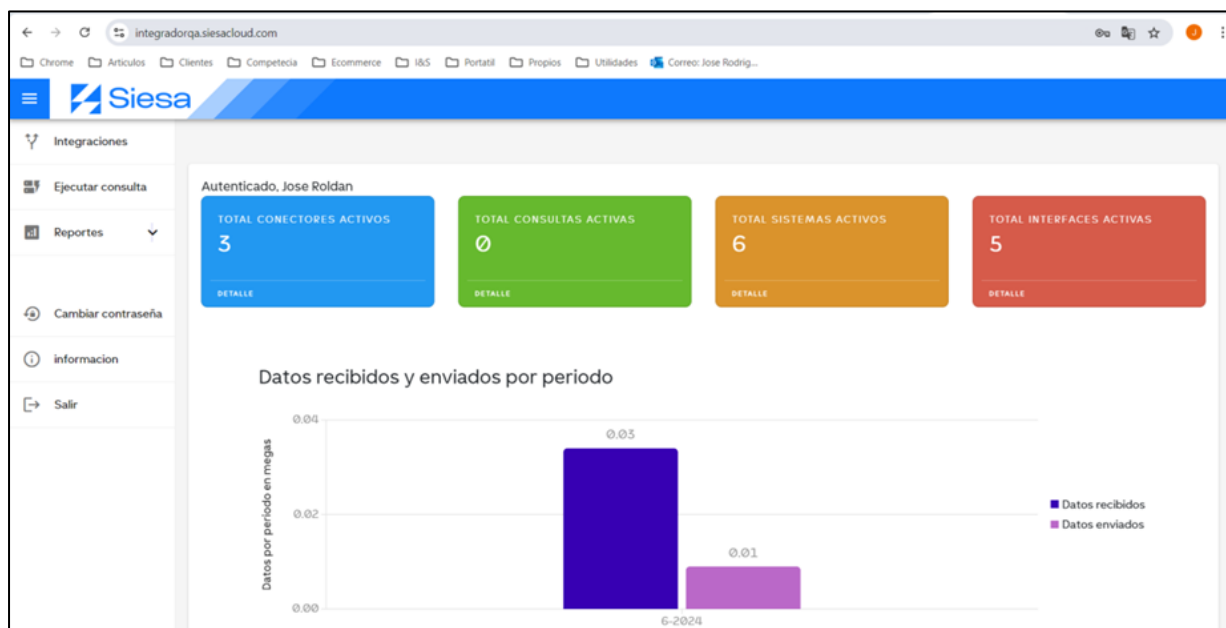 integradorqa.siesacloud.com
J
Chrome Articulos Clientes Competecia Ecommerce I&S Portatil Propios Utilidades Correo: Jose Rodrig...
Siesa
Integraciones
Ejecutar consulta
Reportes
Cambiar contraseña
informacion
Salir
Autenticado, Jose Roldan
TOTAL CONECTORES ACTIVOS
3
DETALLE
TOTAL CONSULTAS ACTIVAS
0
DETALLE
TOTAL SISTEMAS ACTIVOS
6
DETALLE
TOTAL INTERFACES ACTIVAS
5
DETALLE
Datos recibidos y enviados por periodo
Datos por periodo en megas
0.04
0.02
0.00
0.03
0.01
6-2024
Datos recibidos
Datos enviados